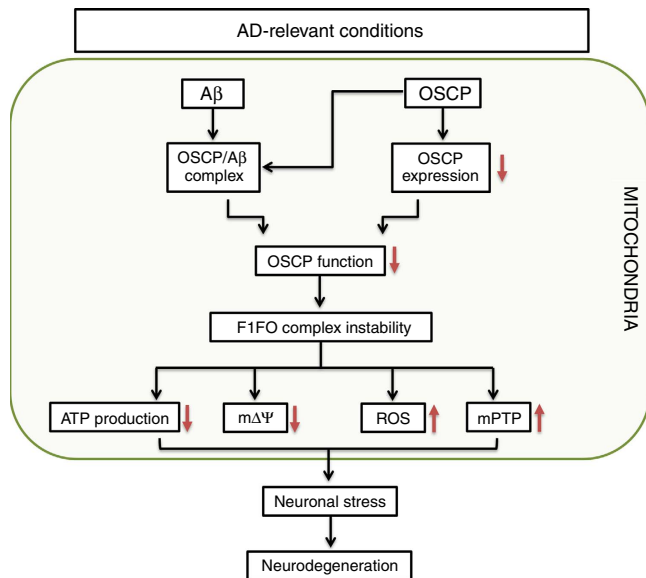 AD-relevant conditions
Aβ
OSCP
OSCP/Aβ
complex
OSCP
expression
MITOCHONDRIA
OSCP function
F1FO complex instability
ATP production
mΔΨ
ROS
mPTP
Neuronal stress
Neurodegeneration